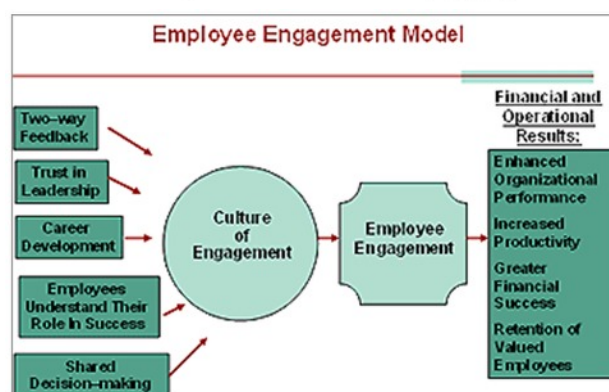 Employee Engagement Model
Two-way
Feedback
Trust in
Leadership
Career
Development
Employees
Understand Their
Role In Success
Shared
Decision-making
Culture
of
Engagement
Employee
Engagement
Financial and
Operational
Results:
Enhanced
Organizational
Performance
Increased
Productivity
Greater
Financial
Success
Retention of
Valued
Employees